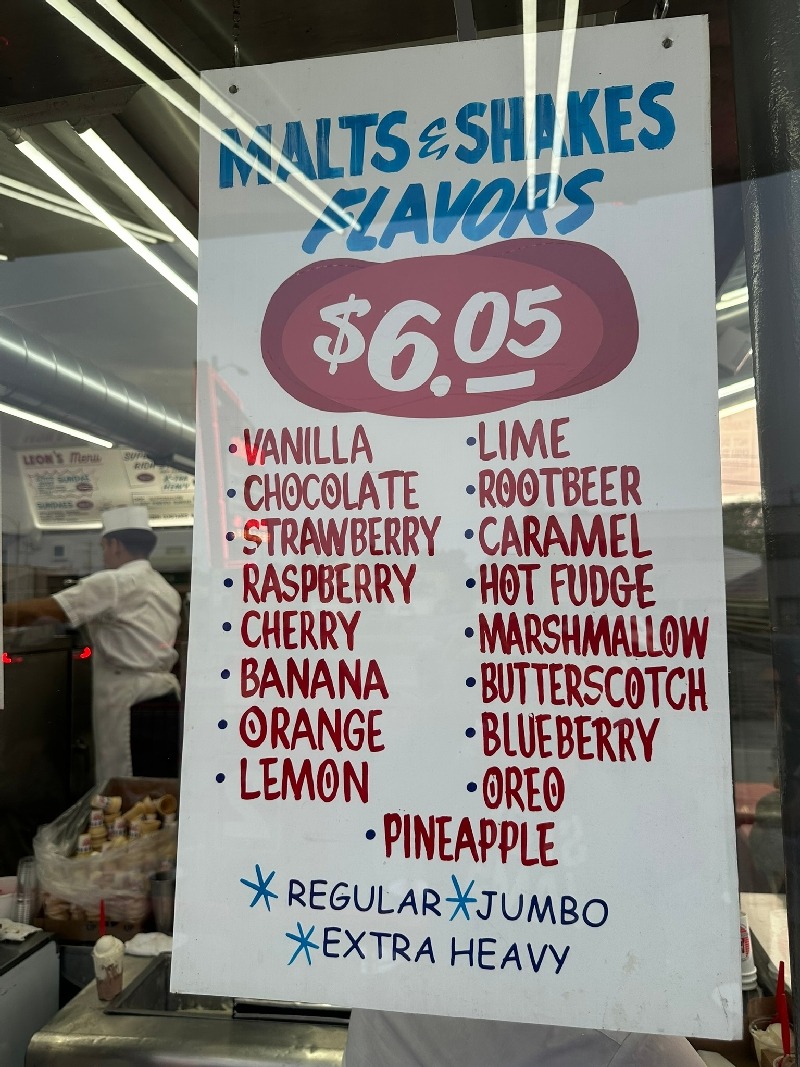 MALTS & SHAKES
FLAVORS
$6.05
• VANILLA
• CHOCOLATE
• STRAWBERRY
• RASPBERRY
• CHERRY
• BANANA
• ORANGE
• LEMON
• LIME
• ROOTBEER
• CARAMEL
• HOT FUDGE
• MARSHMALLOW
• BUTTERSCOTCH
• BLUEBERRY
• OREO
• PINEAPPLE
* REGULAR * JUMBO
* EXTRA HEAVY
LEON'S Menu
SUNDAES